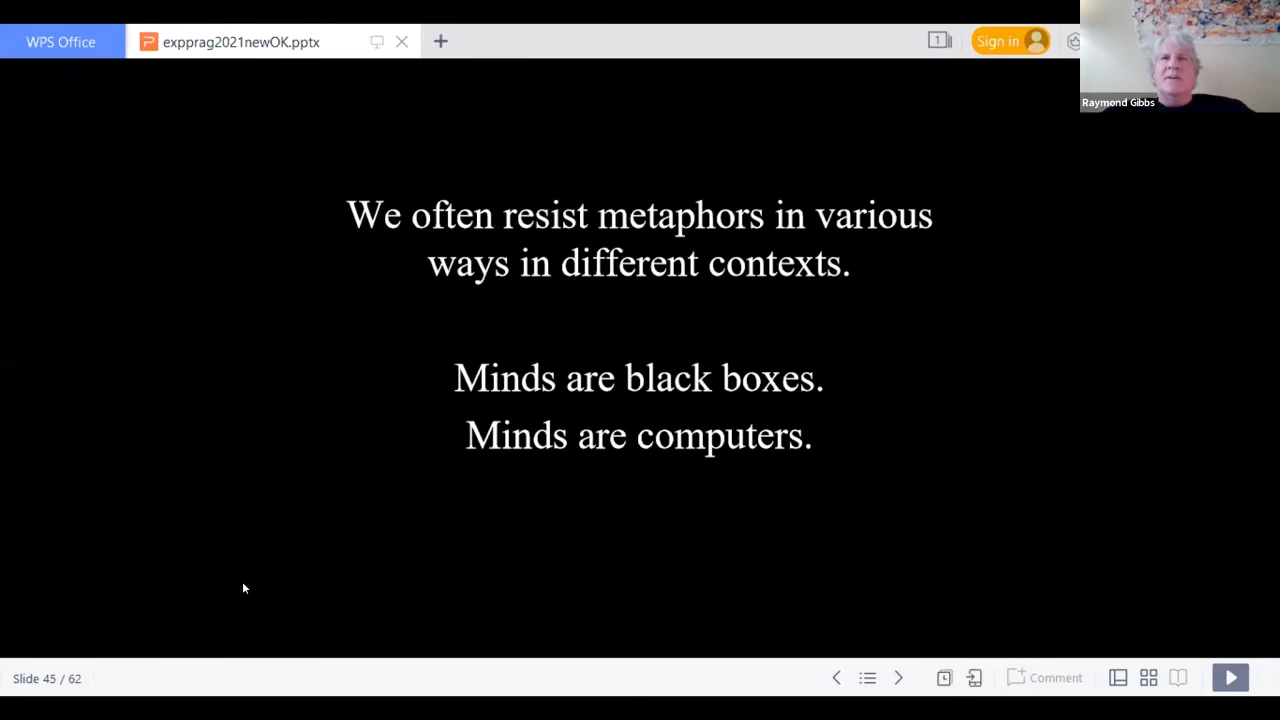 WPS Office
expprag2021newOK.pptx
1
Sign in
Raymond Gibbs
We often resist metaphors in various
ways in different contexts.
Minds are black boxes.
Minds are computers.
Slide 45 / 62
Comment